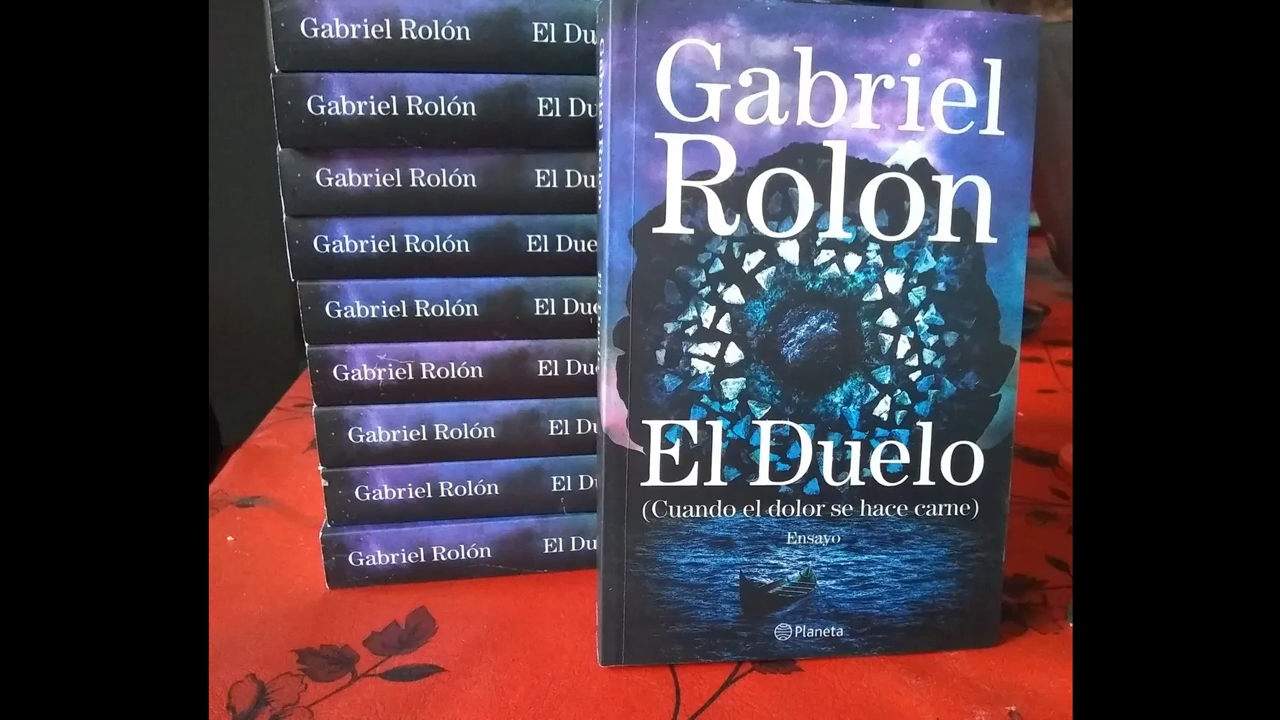 Gabriel Rolón El Du
Gabriel Rolón El Du
Gabriel Rolón El Du
Gabriel Rolón El Due
Gabriel Rolón El Due
Gabriel Rolón El Du
Gabriel Rolón El Du
Gabriel Rolón El Du
Gabriel Rolón El Du
Gabriel
Rolón
El Duelo
(Cuando el dolor se hace carne)
Ensayo
Planeta